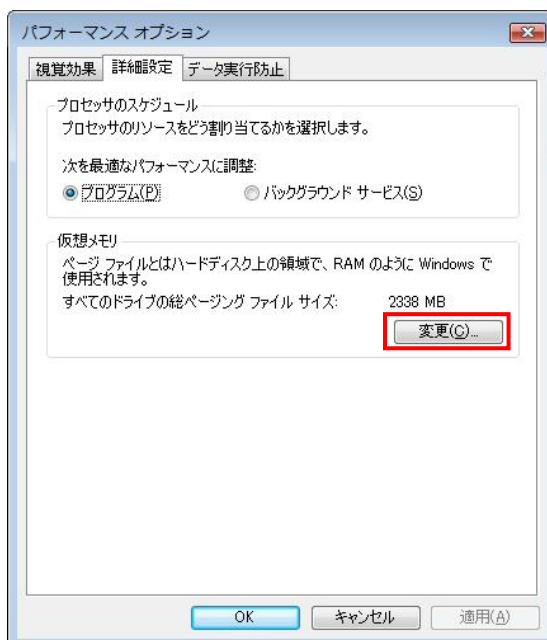 パフォーマンス オプション
視覚効果 詳細設定 データ実行防止
プロセッサのスケジュール
プロセッサのリソースをどう割り当てるかを選択します。
次を最適なパフォーマンスに調整:
プログラム(P) バックグラウンド サービス(S)
仮想メモリ
ページ ファイルとはハードディスク上の領域で、RAM のように Windows で
使用されます。
すべてのドライブの総ページング ファイル サイズ: 2338 MB
変更(C)...
OK キャンセル 適用(A)